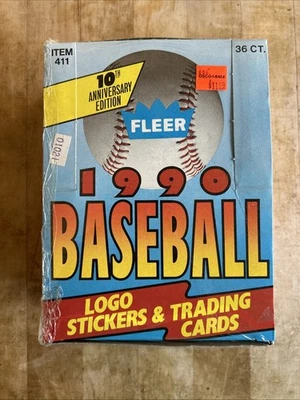 ITEM
411
36 CT.
10TH
ANNIVERSARY
EDITION
FLEER
1990
BASEBALL
LOGO
STICKERS & TRADING
CARDS